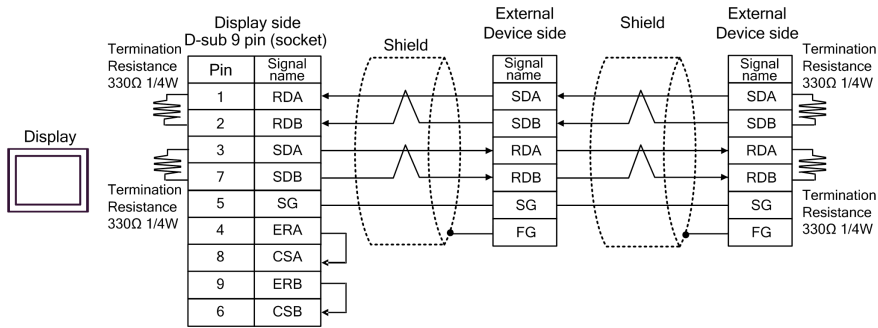 Display side
D-sub 9 pin (socket)
External
Device side
Shield
External
Device side
Shield
Termination
Resistance
330Ω 1/4W
Termination
Resistance
330Ω 1/4W
Pin
Signal
name
Signal
name
Signal
name
1 RDA SDA SDA
2 RDB SDB SDB
Display
3 SDA RDA RDA
7 SDB RDB RDB
Termination
Resistance
330Ω 1/4W
Termination
Resistance
330Ω 1/4W
5 SG SG SG
4 ERA FG FG
8 CSA
9 ERB
6 CSB